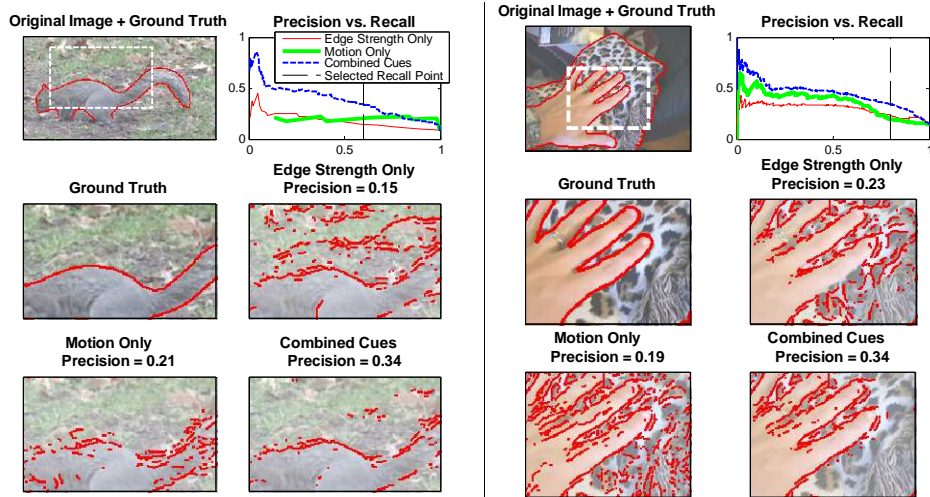 Original Image + Ground Truth
Precision vs. Recall
1
0.5
0
0
0.5
1
Edge Strength Only
Motion Only
Combined Cues
Selected Recall Point
Ground Truth
Edge Strength Only
Precision = 0.15
Motion Only
Precision = 0.21
Combined Cues
Precision = 0.34
Original Image + Ground Truth
Precision vs. Recall
1
0.5
0
0
0.5
1
Ground Truth
Edge Strength Only
Precision = 0.23
Motion Only
Precision = 0.19
Combined Cues
Precision = 0.34